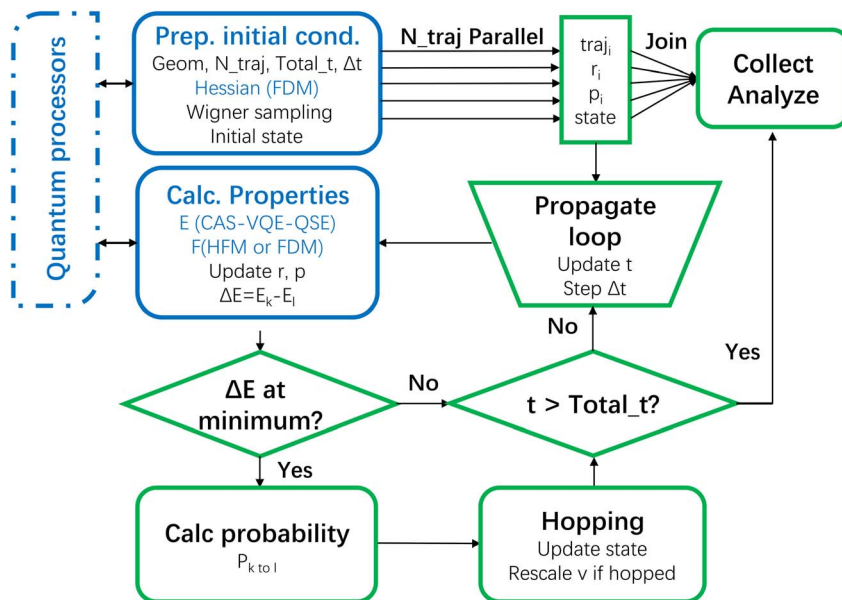 Quantum processors
Prep. initial cond.
Geom, N_traj, Total_t, Δt
Hessian (FDM)
Wigner sampling
Initial state
N_traj Parallel
traj_i
r_i
p_i
state
Join
Collect
Analyze
Calc. Properties
E (CAS-VQE-QSE)
F(HFM or FDM)
Update r, p
ΔE=E_k-E_l
Propagate
loop
Update t
Step Δt
No
Yes
ΔE at
minimum?
No
t > Total_t?
Yes
Calc probability
P_k to l
Hopping
Update state
Rescale v if hopped